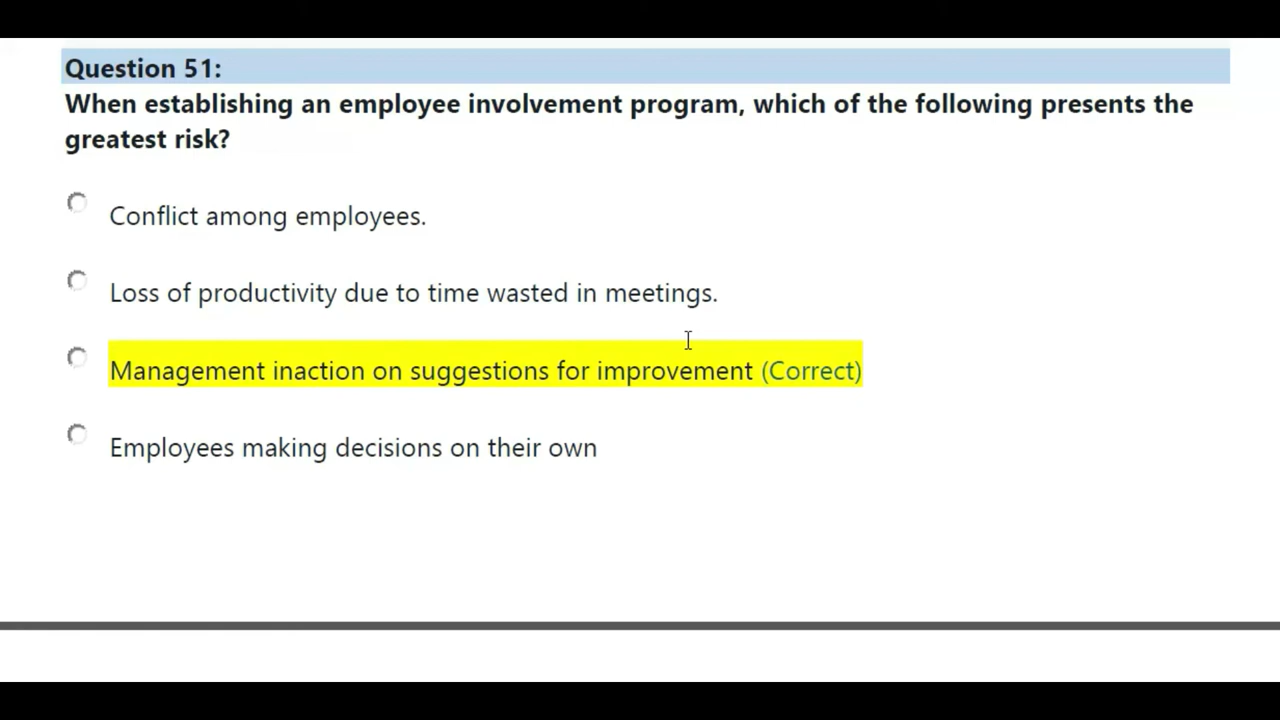 Question 51:
When establishing an employee involvement program, which of the following presents the
greatest risk?
Conflict among employees.
Loss of productivity due to time wasted in meetings.
Management inaction on suggestions for improvement (Correct)
Employees making decisions on their own